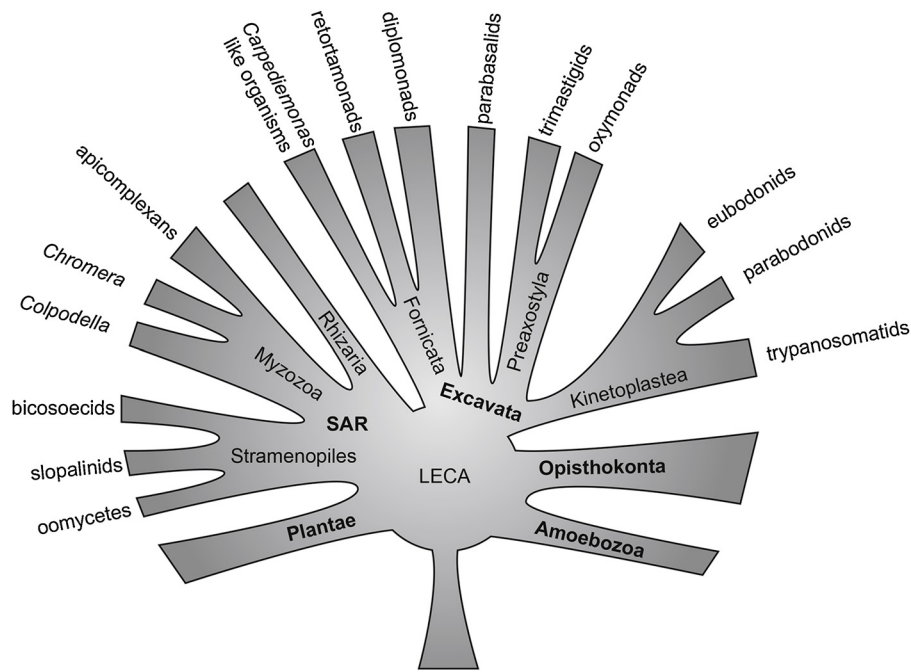 Carpediemonas
like organisms
retortamonads
diplomonads
parabasalids
trimastigids
oxymonads
apicomplexans
Chromera
Colpodella
eubodonids
parabodonids
trypanosomatids
Fornicata
Preaxostyla
Rhizaria
Myzozoa
Kinetoplastea
Excavata
SAR
bicosoecids
slopalinids
oomycetes
Stramenopiles
LECA
Opisthokonta
Plantae
Amoebozoa